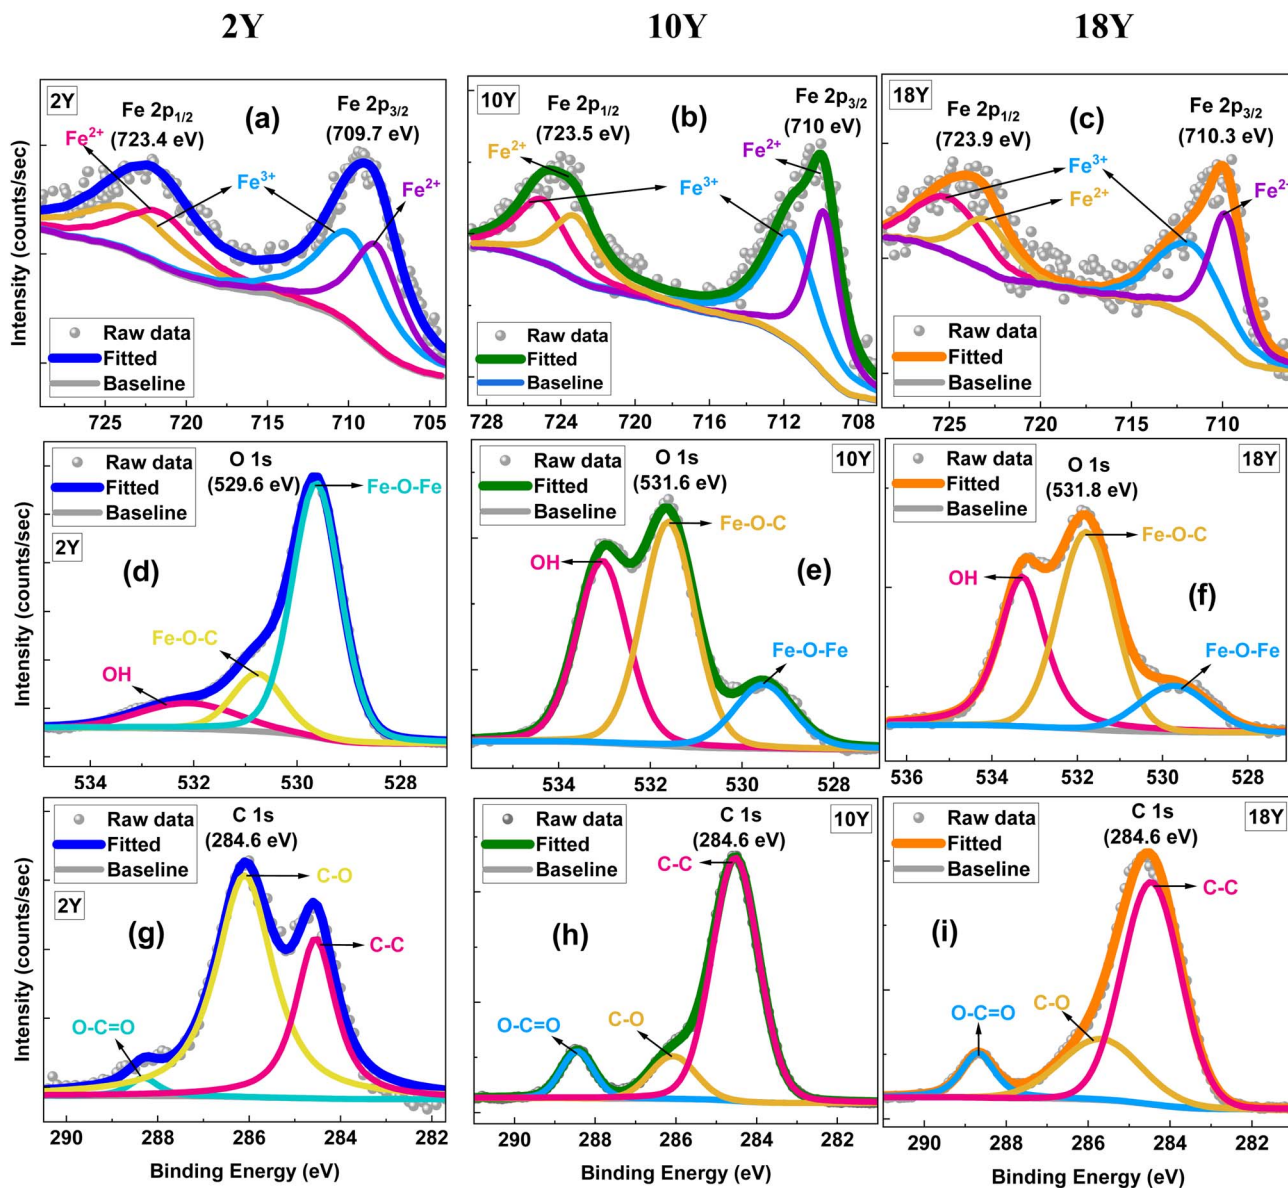 2Y
10Y
18Y
2Y
Fe 2p1/2
(723.4 eV)
(a)
Fe 2p3/2
(709.7 eV)
Fe2+
Fe3+
Fe2+
Raw data
Fitted
Baseline
725
720
715
710
704
Intensity (counts/sec)
10Y
Fe 2p1/2
(723.5 eV)
(b)
Fe 2p3/2
(710 eV)
Fe2+
Fe2+
Fe3+
Raw data
Fitted
Baseline
728
724
720
716
712
708
18Y
Fe 2p1/2
(723.9 eV)
(c)
Fe 2p3/2
(710.3 eV)
Fe3+
Fe2+
Fe2+
Raw data
Fitted
Baseline
725
720
715
710
Raw data
Fitted
Baseline
2Y
O 1s
(529.6 eV)
Fe-O-Fe
(d)
Fe-O-C
OH
534
532
530
528
Intensity (counts/sec)
Raw data
Fitted
Baseline
10Y
O 1s
(531.6 eV)
Fe-O-C
OH
(e)
Fe-O-Fe
534
532
530
528
Raw data
Fitted
Baseline
18Y
O 1s
(531.8 eV)
Fe-O-C
OH
(f)
Fe-O-Fe
536
534
532
530
528
Raw data
Fitted
Baseline
2Y
C 1s
(284.6 eV)
C-O
(g)
C-C
O-C=O
290
288
286
284
282
Binding Energy (eV)
Intensity (counts/sec)
Raw data
Fitted
Baseline
10Y
C 1s
(284.6 eV)
C-C
(h)
O-C=O
C-O
290
288
286
284
282
Binding Energy (eV)
Raw data
Fitted
Baseline
18Y
C 1s
(284.6 eV)
C-C
(i)
O-C=O
C-O
290
288
286
284
282
Binding Energy (eV)